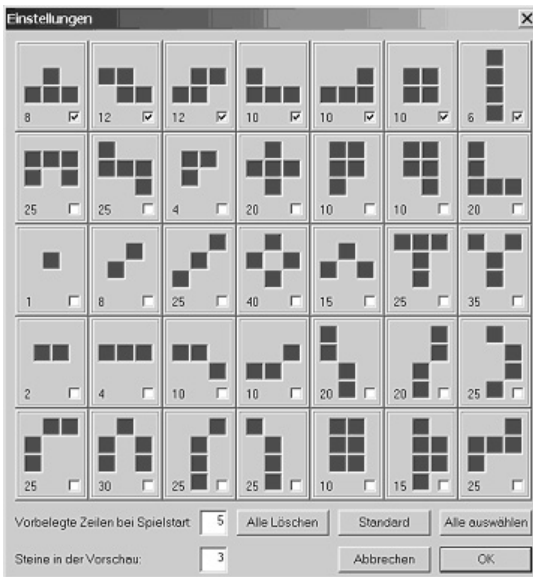 Einstellungen
8 12 12 10 10 10 6
25 25 4 20 10 10 20
1 8 25 40 15 25 35
2 4 10 10 20 20 25
25 30 25 25 10 15 25
Vorbelegte Zeilen bei Spielstart: 5 Alle Löschen Standard Alle auswählen
Steine in der Vorschau: 3 Abbrechen OK